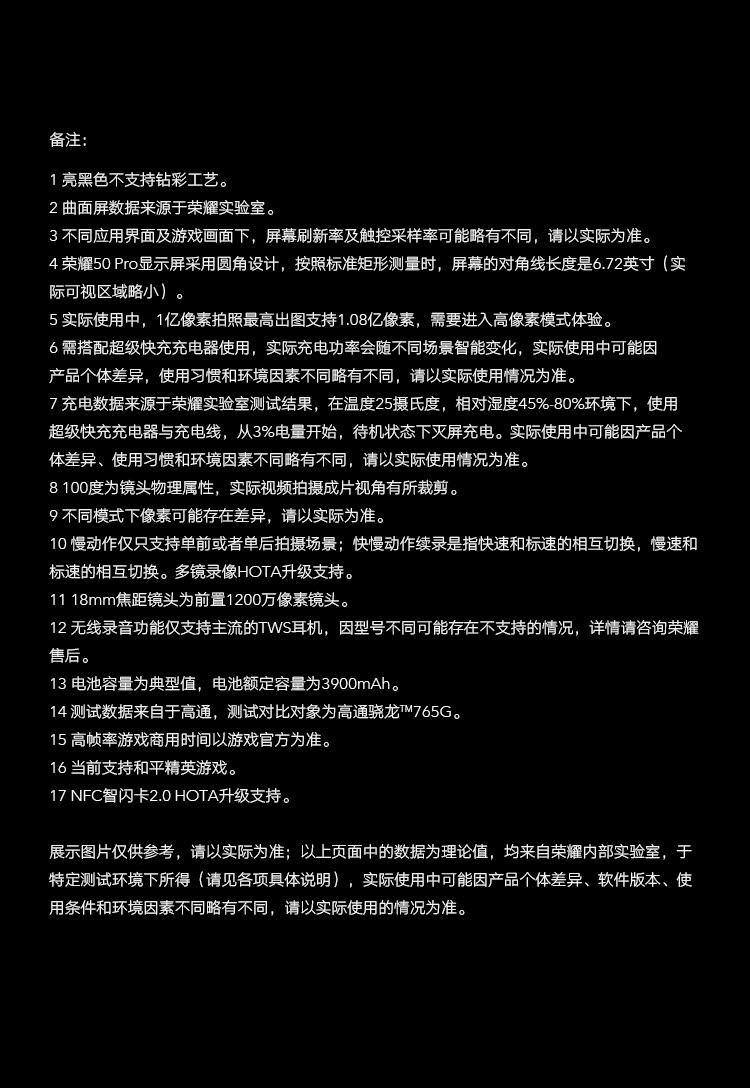 备注：
1 亮黑色不支持钻彩工艺。
2 曲面屏数据来源于荣耀实验室。
3 不同应用界面及游戏画面下，屏幕刷新率及触控采样率可能略有不同，请以实际为准。
4 荣耀50 Pro显示屏采用圆角设计，按照标准矩形测量时，屏幕的对角线长度是6.72英寸（实
际可视区域略小）。
5 实际使用中，1亿像素拍照最高出图支持1.08亿像素，需要进入高像素模式体验。
6 需搭配超级快充充电器使用，实际充电功率会随不同场景智能变化，实际使用中可能因
产品个体差异，使用习惯和环境因素不同略有不同，请以实际使用情况为准。
7 充电数据来源于荣耀实验室测试结果，在温度25摄氏度，相对湿度45%-80%环境下，使用
超级快充充电器与充电线，从3%电量开始，待机状态下灭屏充电。实际使用中可能因产品个
体差异、使用习惯和环境因素不同略有不同，请以实际使用情况为准。
8 100度为镜头物理属性，实际视频拍摄成片视角有所裁剪。
9 不同模式下像素可能存在差异，请以实际为准。
10 慢动作仅只支持单前或者单后拍摄场景；快慢动作续录是指快速和标速的相互切换，慢速和
标速的相互切换。多镜录像HOTA升级支持。
11 18mm焦距镜头为前置1200万像素镜头。
12 无线录音功能仅支持主流的TWS耳机，因型号不同可能存在不支持的情况，详情请咨询荣耀
售后。
13 电池容量为典型值，电池额定容量为3900mAh。
14 测试数据来自于高通，测试对比对象为高通骁龙™765G。
15 高帧率游戏商用时间以游戏官方为准。
16 当前支持和平精英游戏。
17 NFC智闪卡2.0 HOTA升级支持。
展示图片仅供参考，请以实际为准；以上页面中的数据为理论值，均来自荣耀内部实验室，于
特定测试环境下所得（请见各项具体说明），实际使用中可能因产品个体差异、软件版本、使
用条件和环境因素不同略有不同，请以实际使用的情况为准。